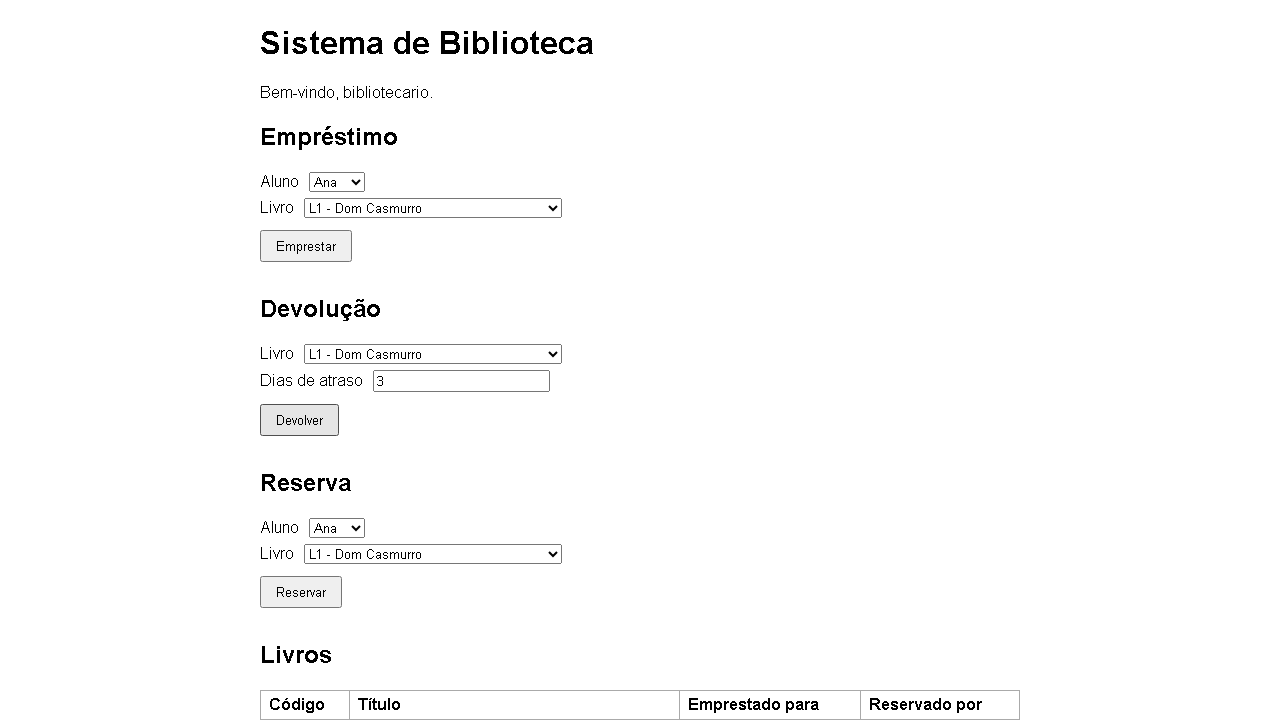 Sistema de Biblioteca
Bem-vindo, bibliotecario.
Empréstimo
Aluno Ana
Livro L1 - Dom Casmurro
Emprestar
Devolução
Livro L1 - Dom Casmurro
Dias de atraso 3
Devolver
Reserva
Aluno Ana
Livro L1 - Dom Casmurro
Reservar
Livros
Código Título Emprestado para Reservado por